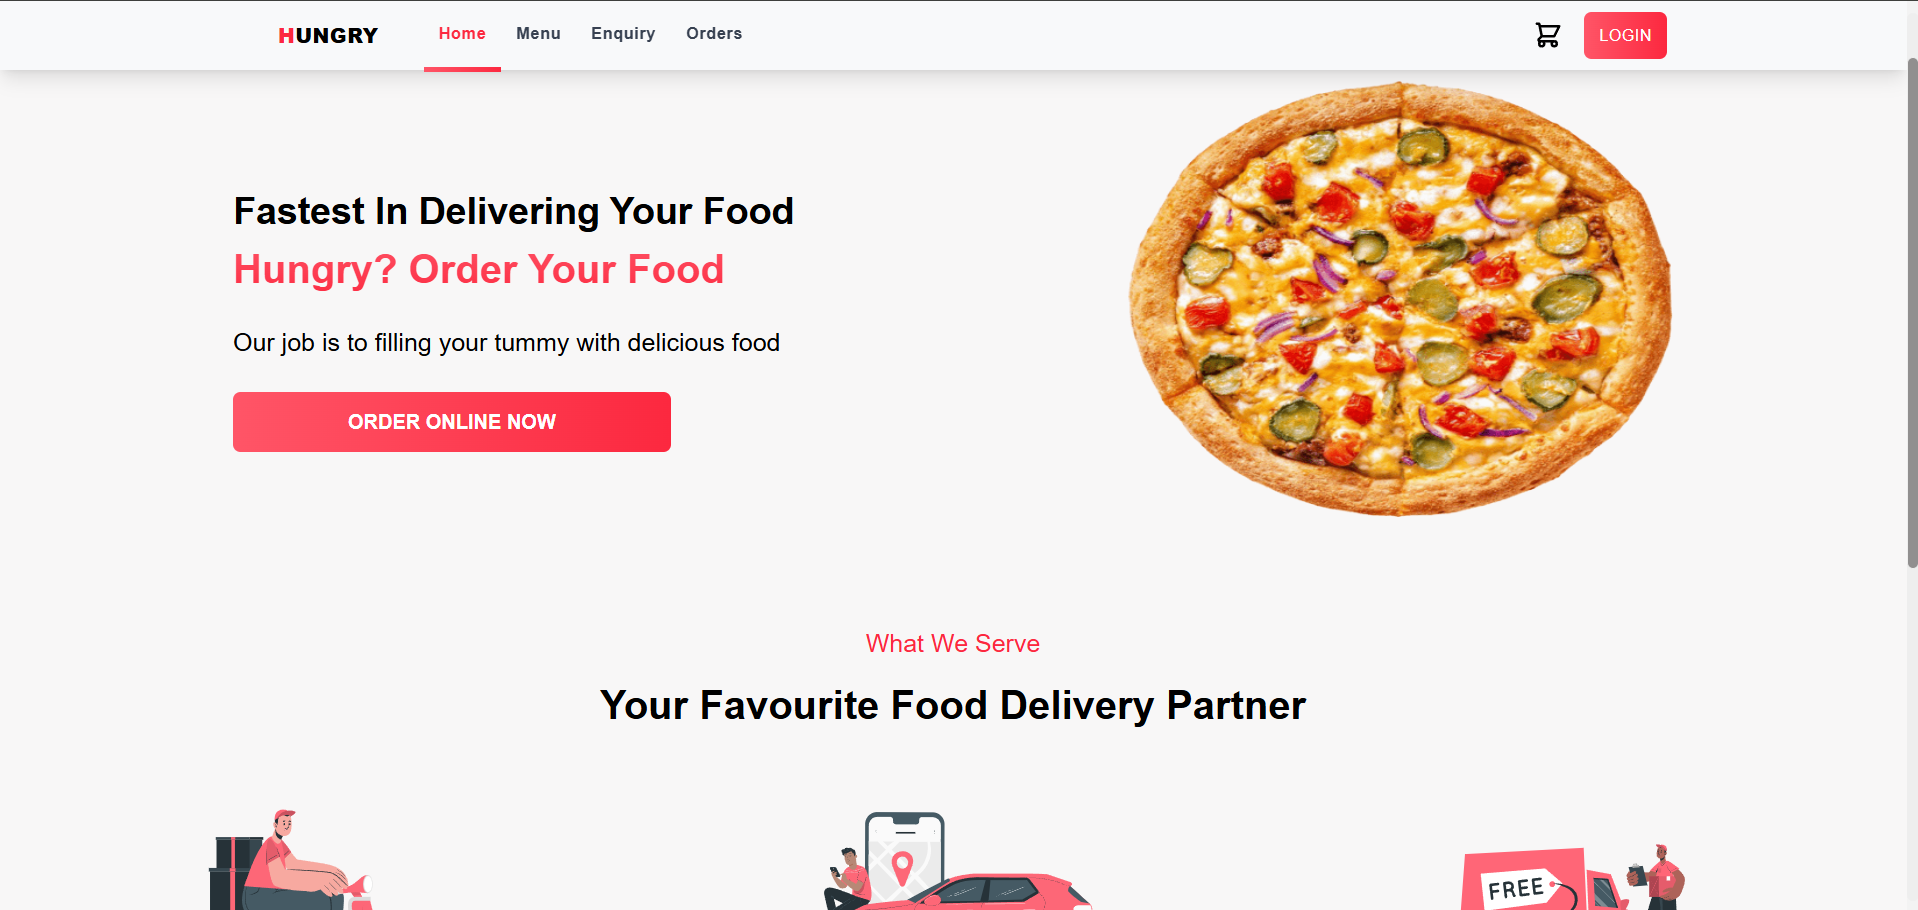 HUNGRY
Home
Menu
Enquiry
Orders
LOGIN
Fastest In Delivering Your Food
Hungry? Order Your Food
Our job is to filling your tummy with delicious food
ORDER ONLINE NOW
What We Serve
Your Favourite Food Delivery Partner
FREE